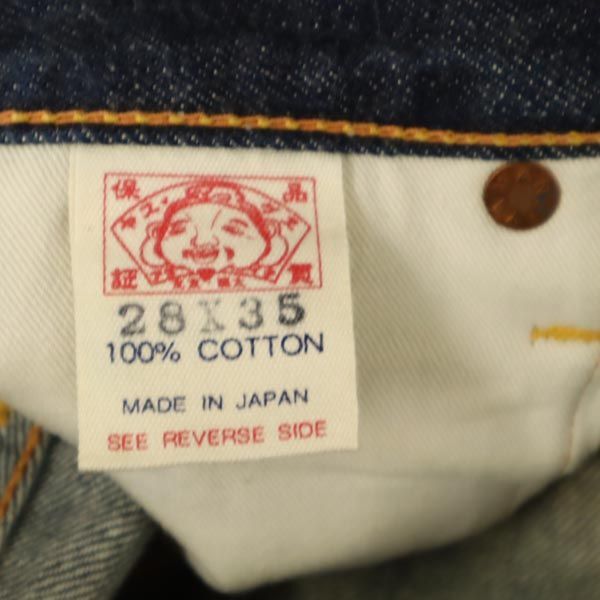 保 品
証 質
28X35
100% COTTON
MADE IN JAPAN
SEE REVERSE SIDE